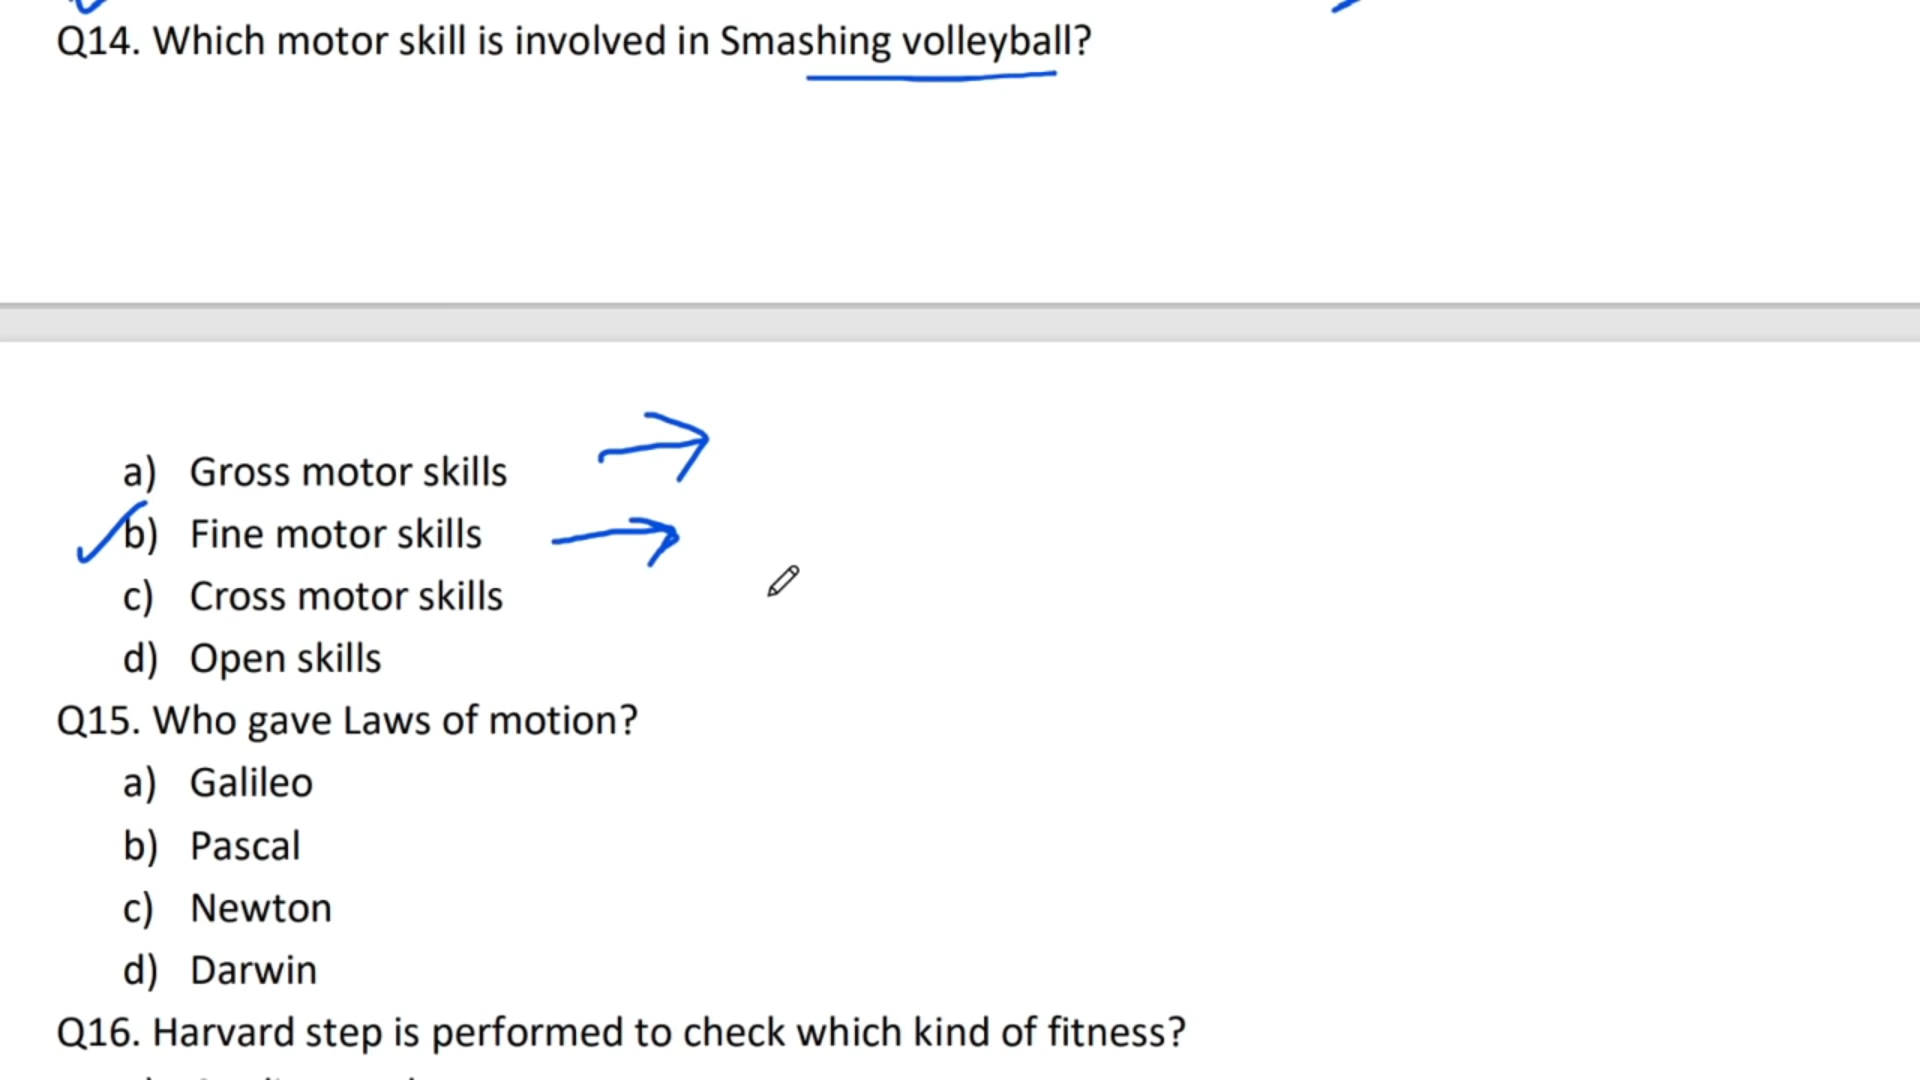 Q14. Which motor skill is involved in Smashing volleyball?
a) Gross motor skills
b) Fine motor skills
c) Cross motor skills
d) Open skills
Q15. Who gave Laws of motion?
a) Galileo
b) Pascal
c) Newton
d) Darwin
Q16. Harvard step is performed to check which kind of fitness?